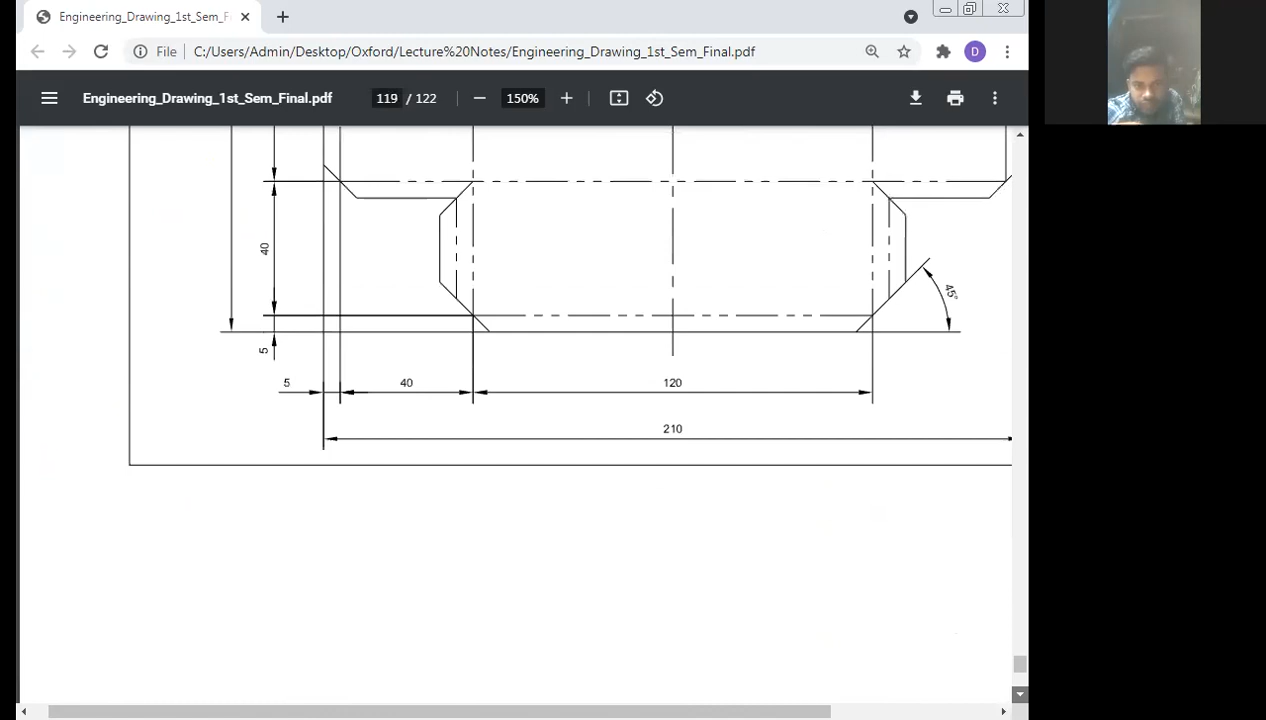 Engineering_Drawing_1st_Sem_Fi
File C:/Users/Admin/Desktop/Oxford/Lecture%20Notes/Engineering_Drawing_1st_Sem_Final.pdf
D
Engineering_Drawing_1st_Sem_Final.pdf
119 / 122
150%
40
45°
5
5
40
120
210